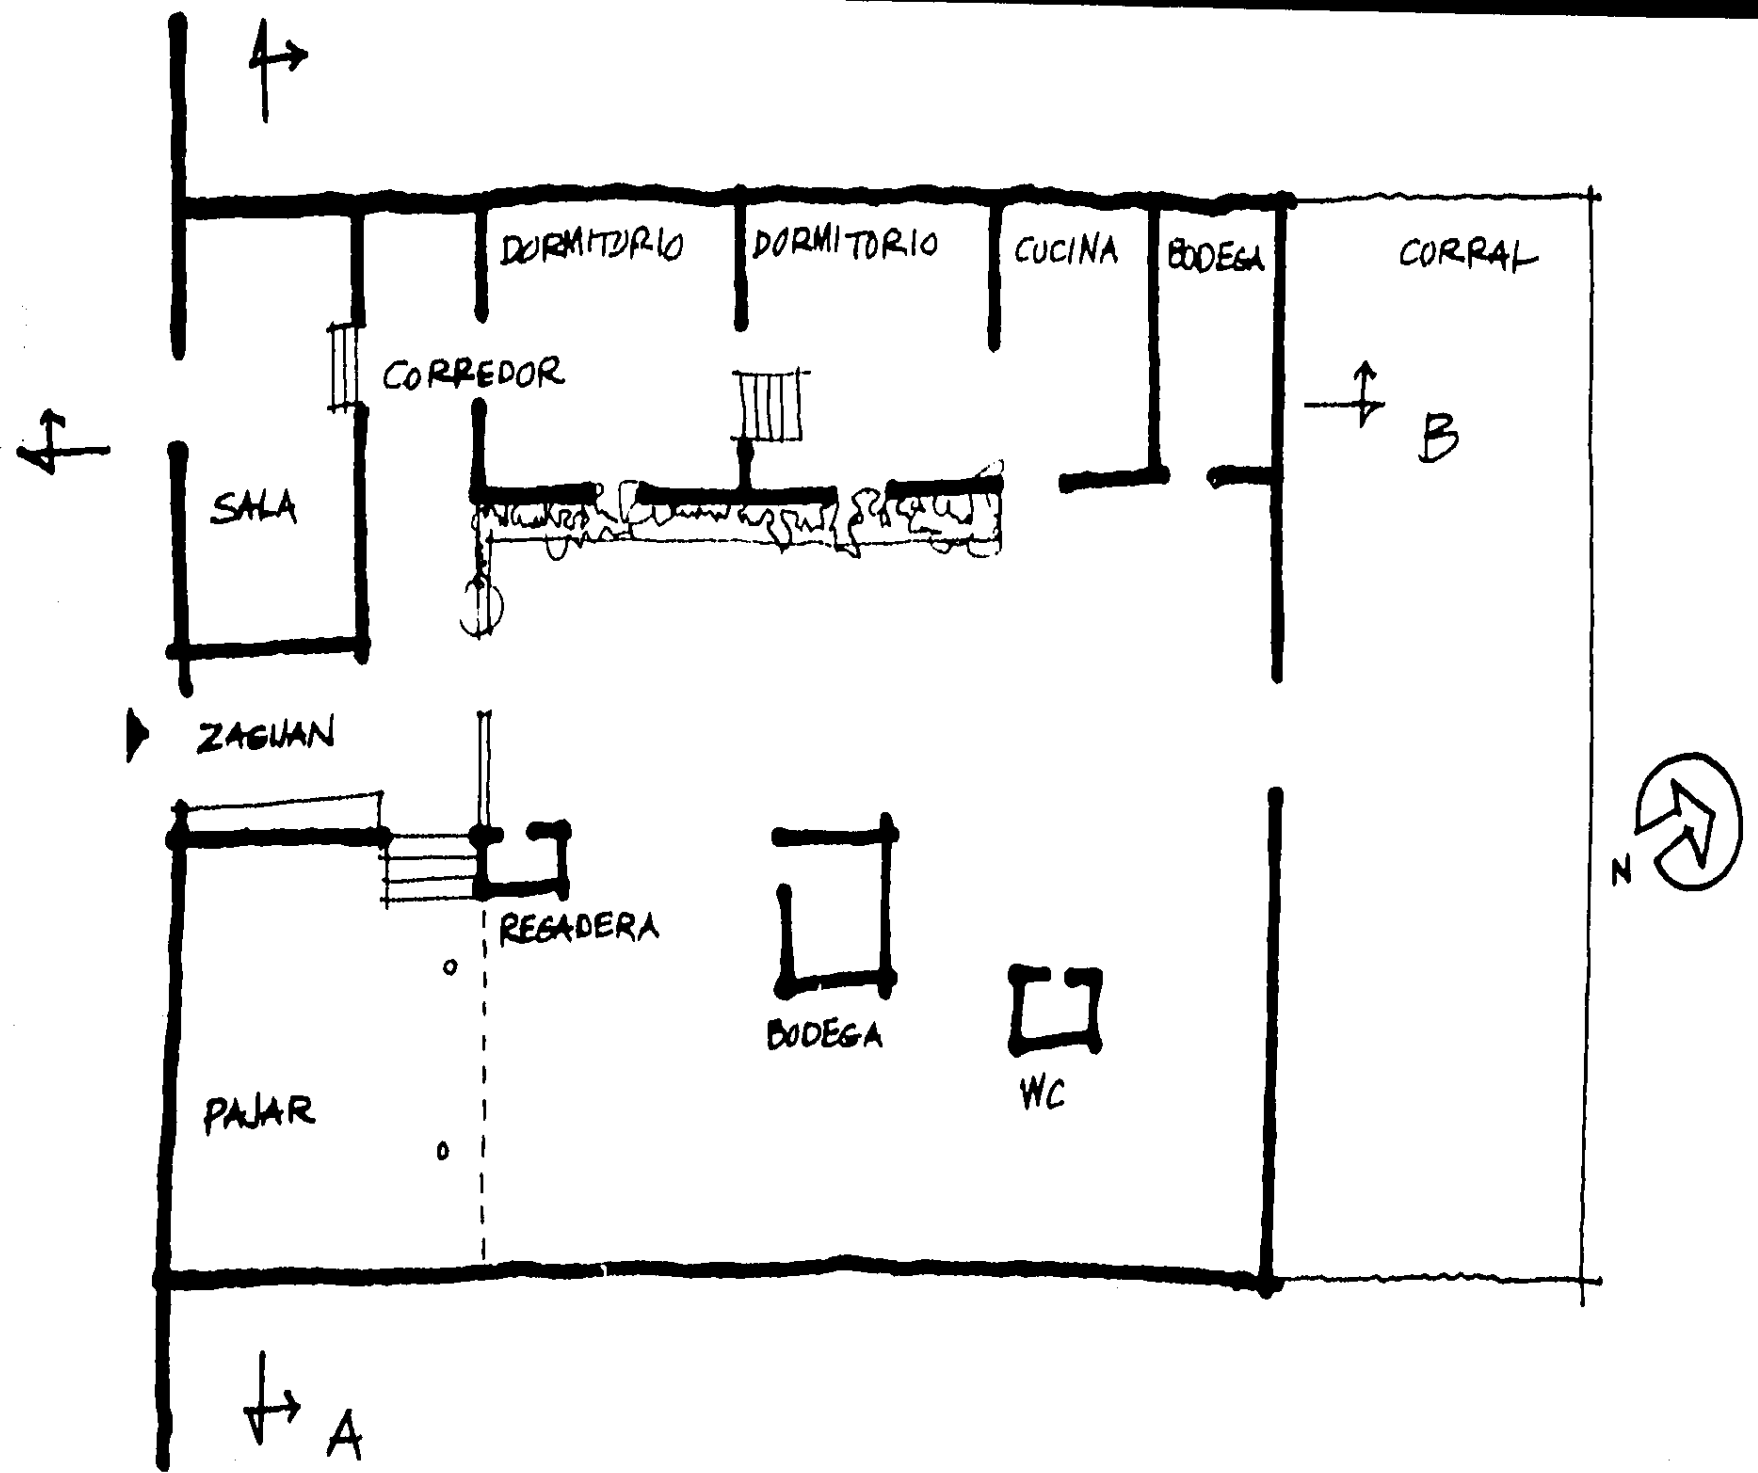 DORMITORIO
DORMITORIO
CUCINA
BODEGA
CORRAL
CORREDOR
B
SALA
ZAGUAN
N
REGADERA
BODEGA
WC
PAJAR
A